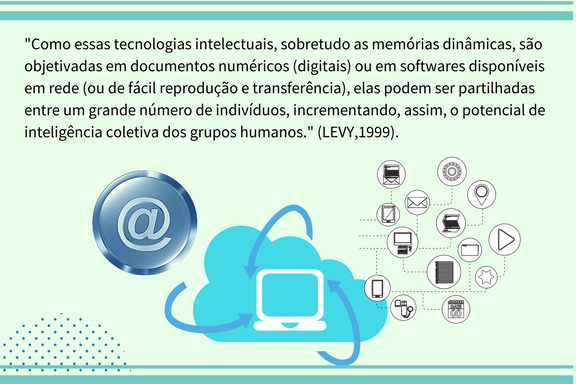 "Como essas tecnologias intelectuais, sobretudo as memórias dinâmicas, são
objetivadas em documentos numéricos (digitais) ou em softwares disponíveis
em rede (ou de fácil reprodução e transferência), elas podem ser partilhadas
entre um grande número de indivíduos, incrementando, assim, o potencial de
inteligência coletiva dos grupos humanos." (LEVY,1999).
@